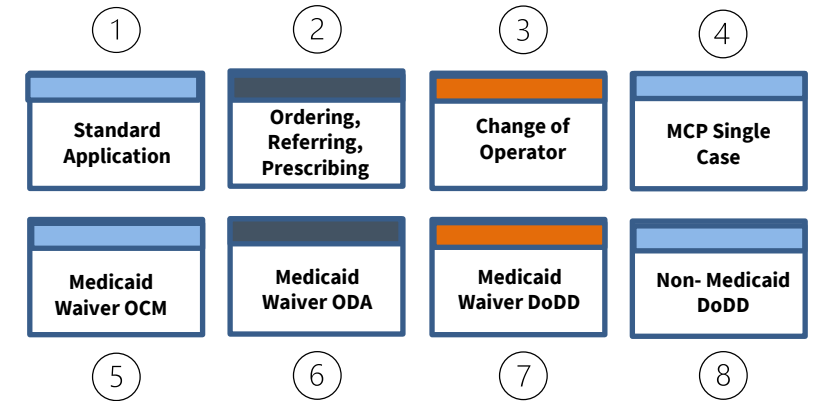 1
2
3
4
Standard
Application
Ordering,
Referring,
Prescribing
Change of
Operator
MCP Single
Case
Medicaid
Waiver OCM
Medicaid
Waiver ODA
Medicaid
Waiver DoDD
Non- Medicaid
DoDD
5
6
7
8